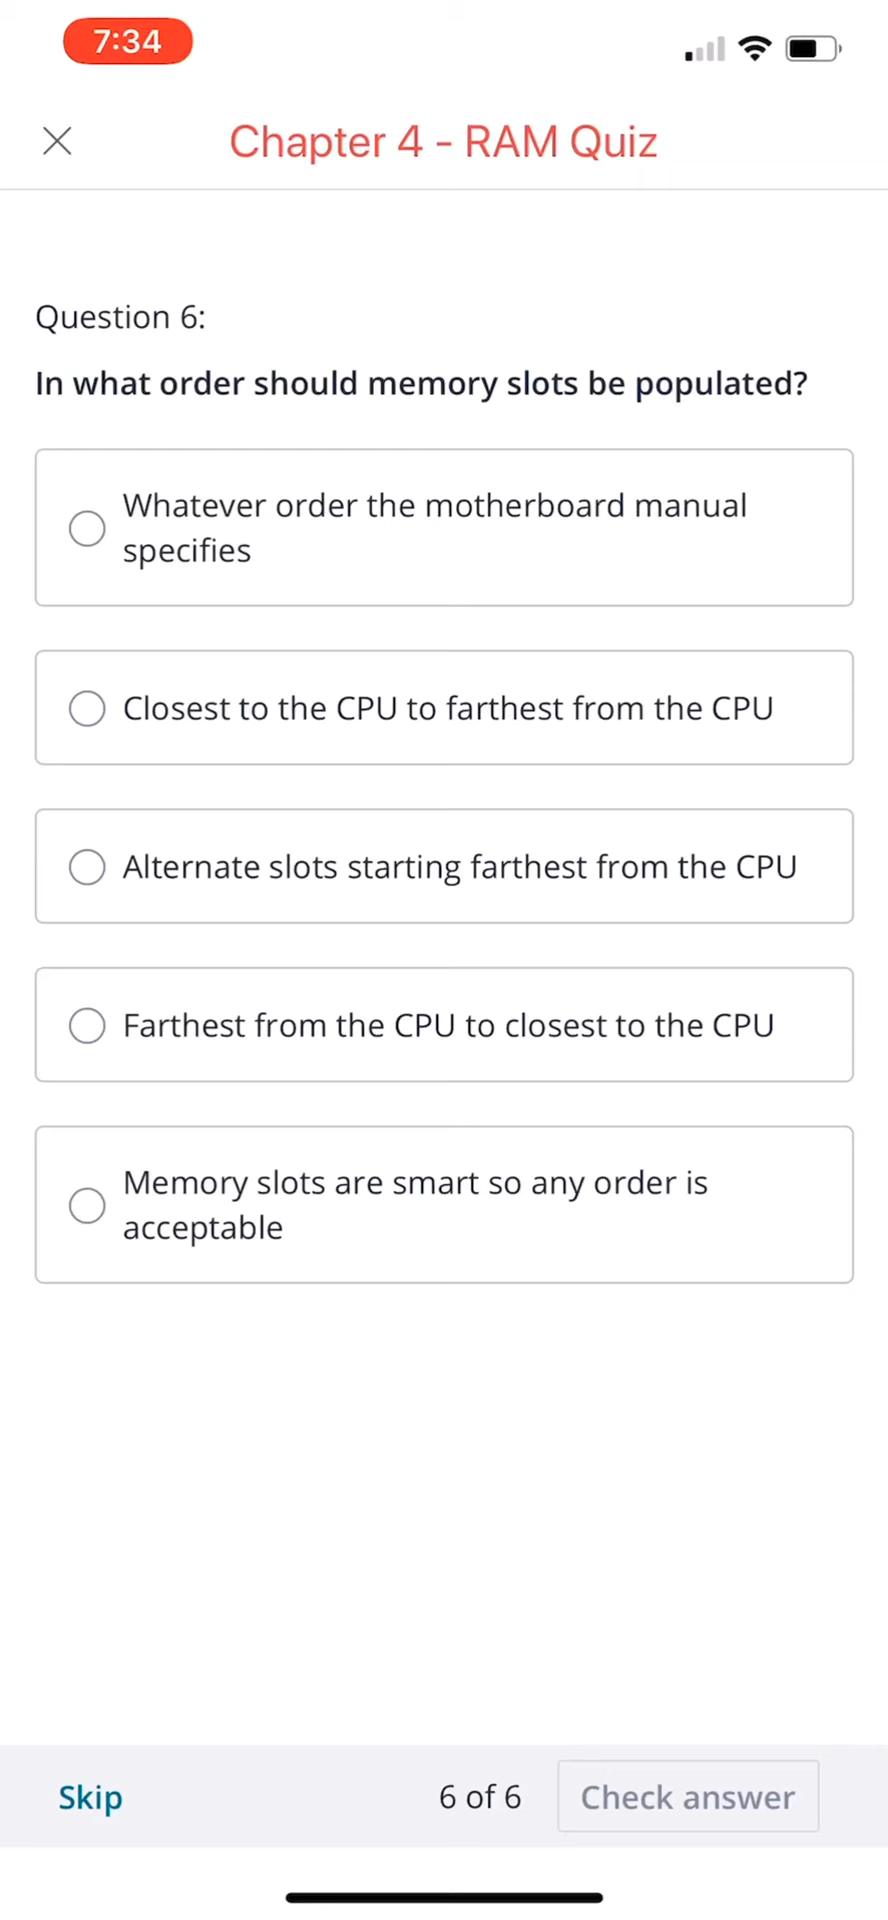 7:34
Chapter 4 - RAM Quiz
Question 6:
In what order should memory slots be populated?
Whatever order the motherboard manual
specifies
Closest to the CPU to farthest from the CPU
Alternate slots starting farthest from the CPU
Farthest from the CPU to closest to the CPU
Memory slots are smart so any order is
acceptable
Skip
6 of 6
Check answer